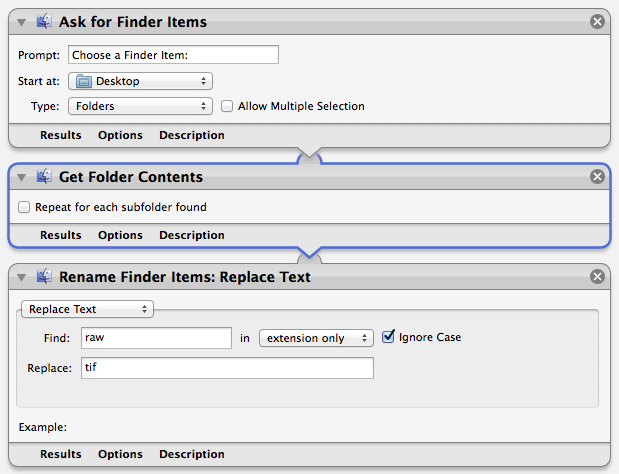 Ask for Finder Items
Prompt: Choose a Finder Item:
Start at: Desktop
Type: Folders Allow Multiple Selection
Results Options Description
Get Folder Contents
Repeat for each subfolder found
Results Options Description
Rename Finder Items: Replace Text
Replace Text
Find: raw in extension only Ignore Case
Replace: tif
Example:
Results Options Description